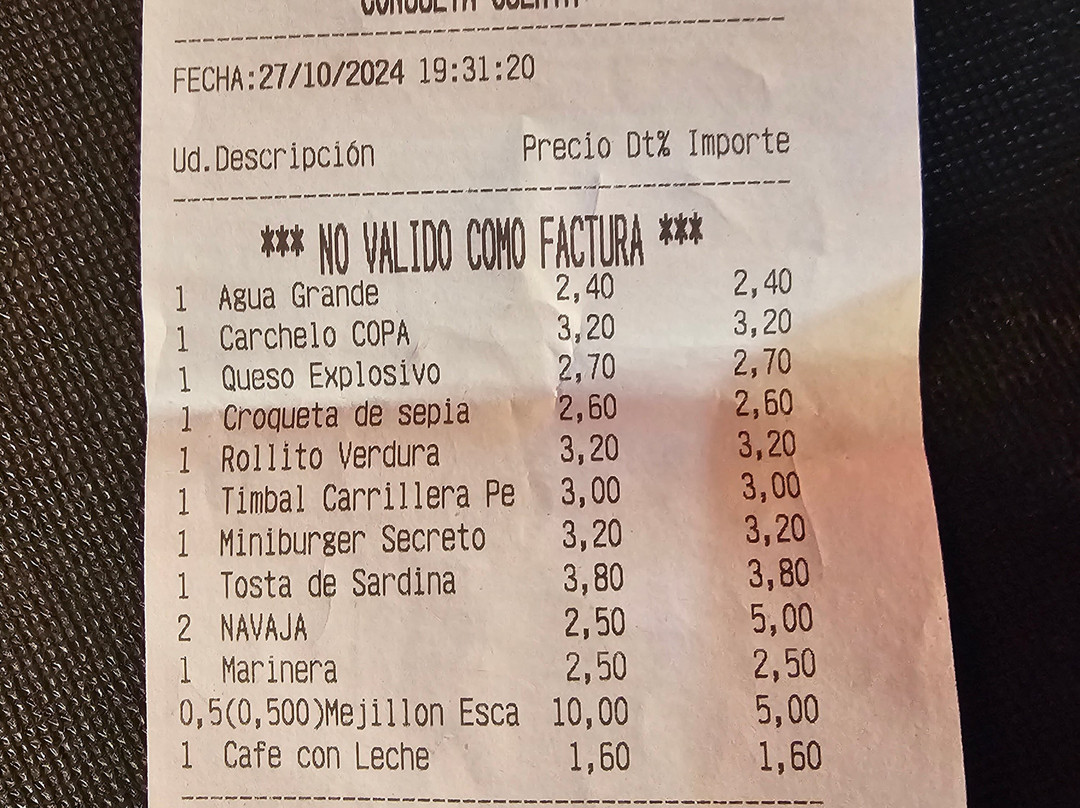 FECHA:27/10/2024 19:31:20
Ud.Descripción Precio Dt% Importe
*** NO VALIDO COMO FACTURA ***
1 Agua Grande 2,40 2,40
1 Carchelo COPA 3,20 3,20
1 Queso Explosivo 2,70 2,70
1 Croqueta de sepia 2,60 2,60
1 Rollito Verdura 3,20 3,20
1 Timbal Carrillera Pe 3,00 3,00
1 Miniburger Secreto 3,20 3,20
1 Tosta de Sardina 3,80 3,80
2 NAVAJA 2,50 5,00
1 Marinera 2,50 2,50
0,5(0,500)Mejillon Esca 10,00 5,00
1 Cafe con Leche 1,60 1,60